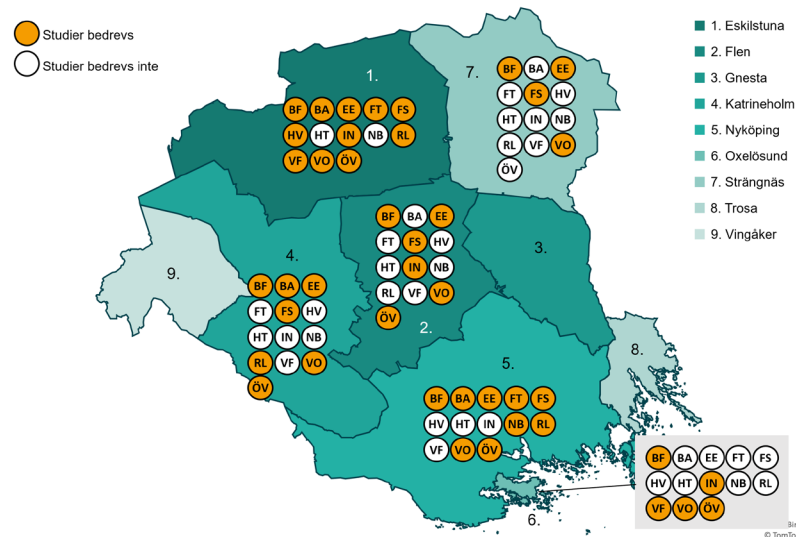 Studier bedrevs
Studier bedrevs inte
1. Eskilstuna
2. Flen
3. Gnesta
4. Katrineholm
5. Nyköping
6. Oxelösund
7. Strängnäs
8. Trosa
9. Vingåker
1.
BF BA EE FT FS
HV HT IN NB RL
VF VO ÖV
7.
BF BA EE
FT FS HV
HT IN NB
RL VF VO
ÖV
BF BA EE
FT FS HV
HT IN NB
RL VF VO
ÖV
2.
3.
4.
BF BA EE
FT FS HV
HT IN NB
RL VF VO
ÖV
9.
5.
BF BA EE FT FS
HV HT IN NB RL
VF VO ÖV
8.
6.
BF BA EE FT FS
HV HT IN NB RL
VF VO ÖV